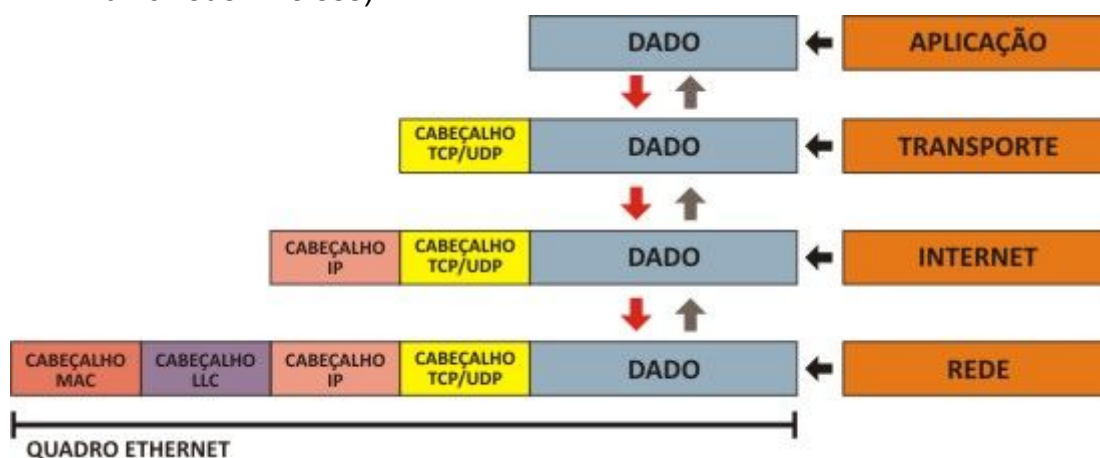 DADO
APLICAÇÃO
CABEÇALHO
TCP/UDP
DADO
TRANSPORTE
CABEÇALHO
IP
CABEÇALHO
TCP/UDP
DADO
INTERNET
CABEÇALHO
MAC
CABEÇALHO
LLC
CABEÇALHO
IP
CABEÇALHO
TCP/UDP
DADO
REDE
QUADRO ETHERNET